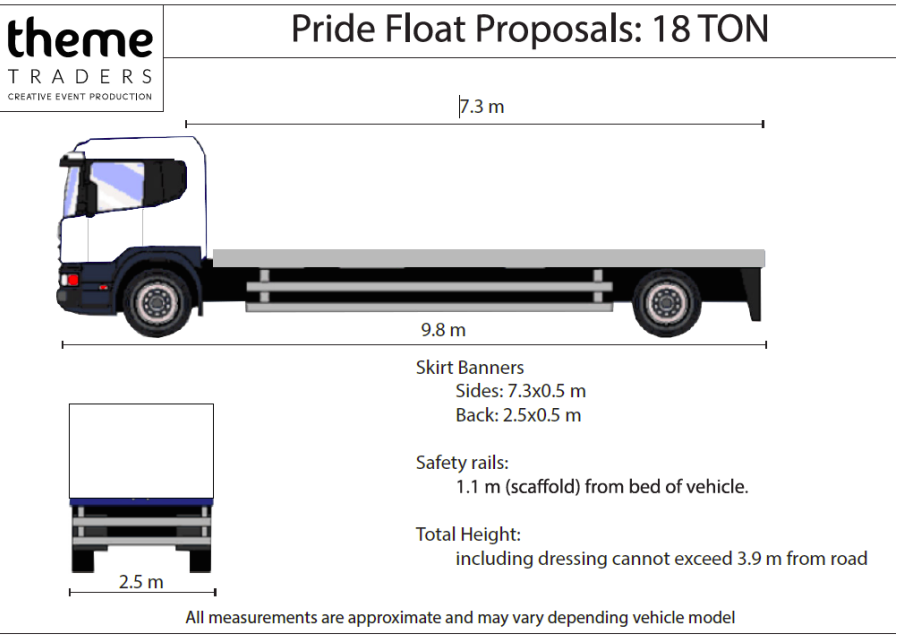 theme
TRADERS
CREATIVE EVENT PRODUCTION
Pride Float Proposals: 18 TON
7.3 m
9.8 m
Skirt Banners
Sides: 7.3x0.5 m
Back: 2.5x0.5 m
Safety rails:
1.1 m (scaffold) from bed of vehicle.
Total Height:
including dressing cannot exceed 3.9 m from road
2.5 m
All measurements are approximate and may vary depending vehicle model